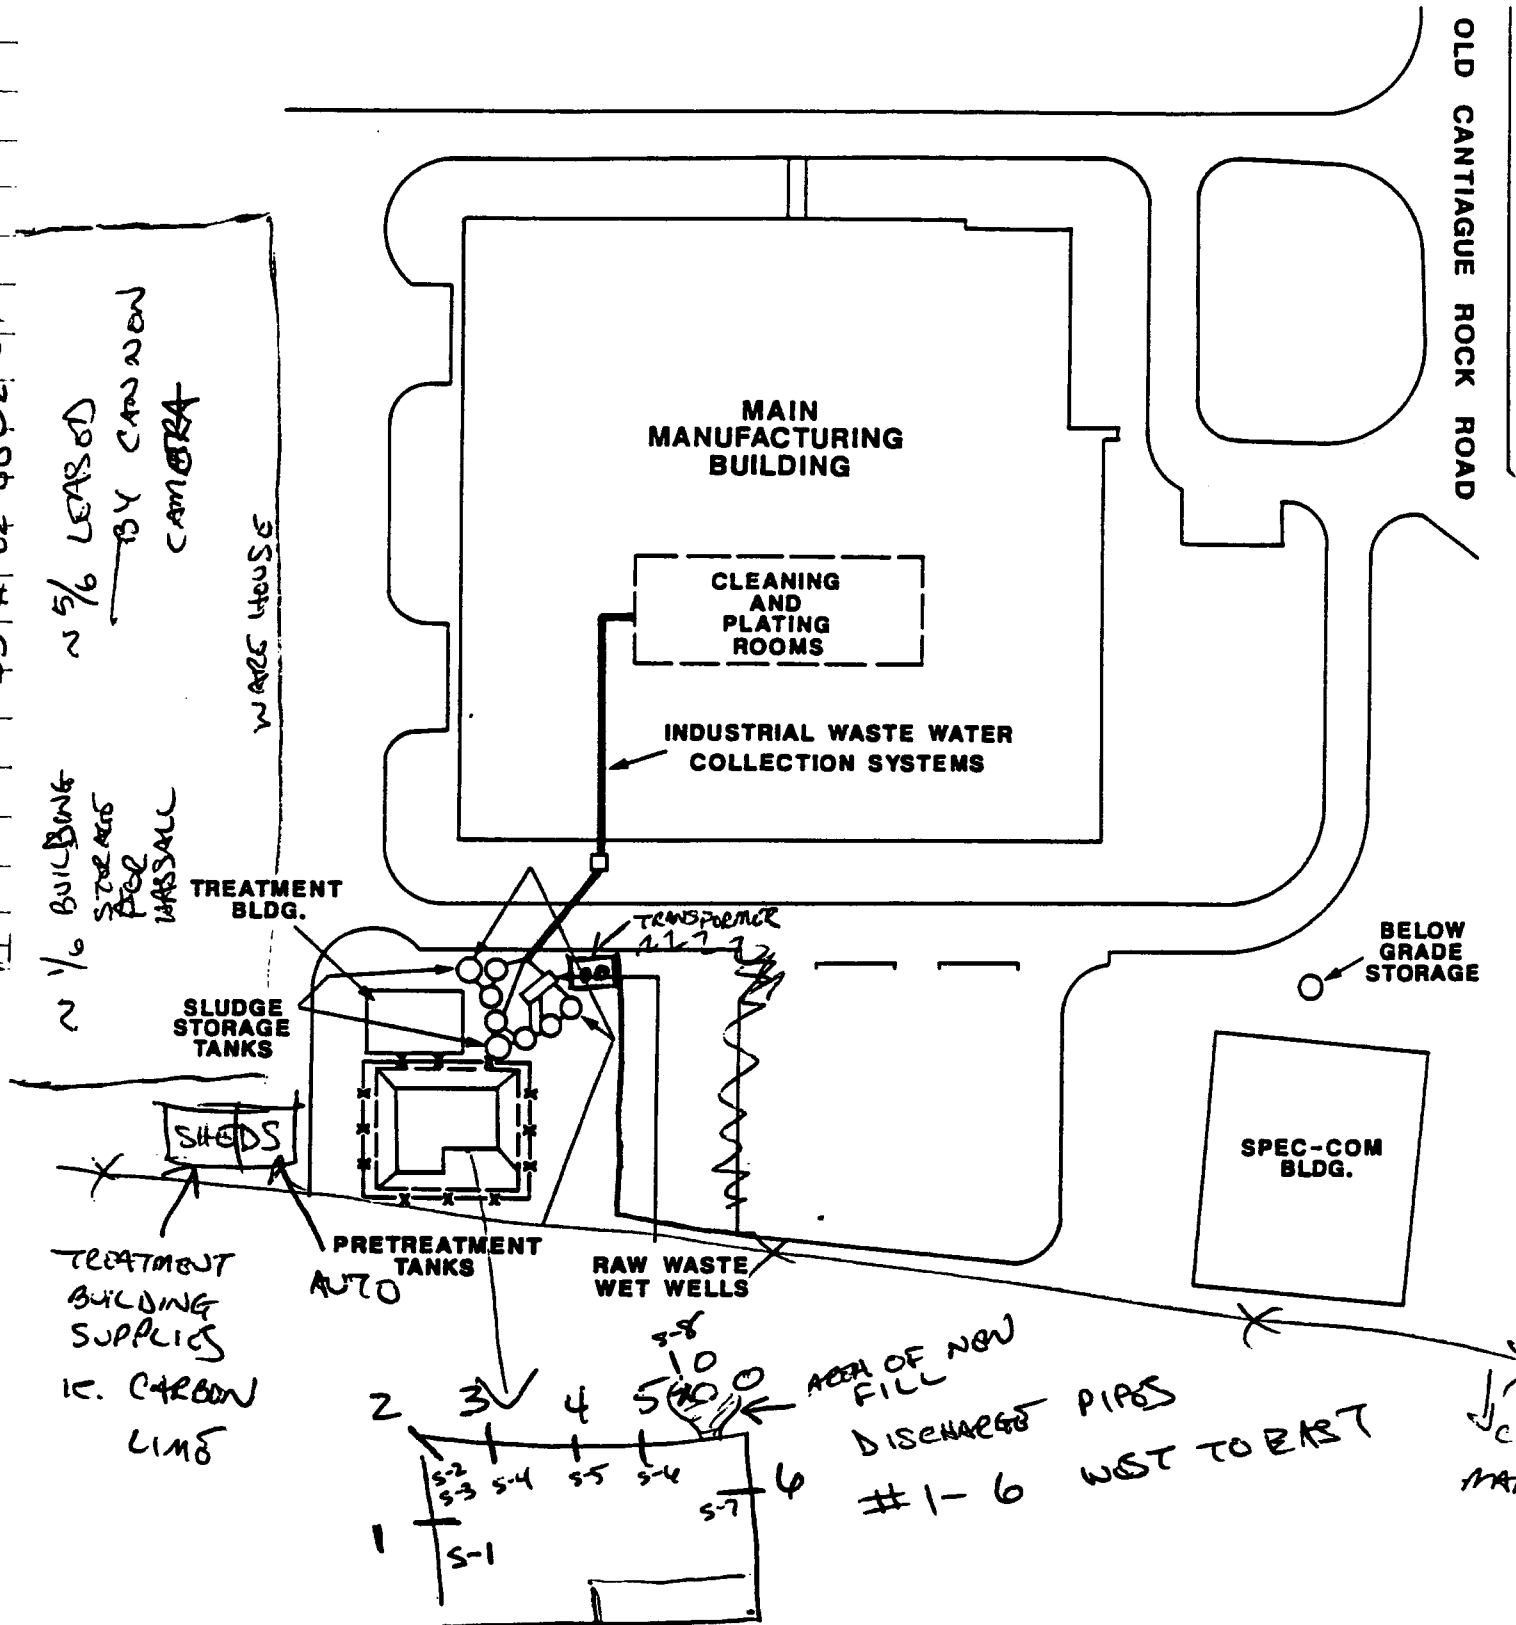 OLD CANTIAGUE ROCK ROAD
MAIN
MANUFACTURING
BUILDING
CLEANING
AND
PLATING
ROOMS
INDUSTRIAL WASTE WATER
COLLECTION SYSTEMS
~ 5/6 LEASED
BY CANNON
CAMERA
WAREHOUSE
~ 1/6 BUILDING
STORAGE
FOR
HASSALL
TREATMENT
BLDG.
TRANSFORMER
BELOW
GRADE
STORAGE
SLUDGE
STORAGE
TANKS
SHEDS
SPEC-COM
BLDG.
PRETREATMENT
TANKS
RAW WASTE
WET WELLS
AUTO
TREATMENT
BUILDING
SUPPLIES
IE. CARBON
LIME
S-8
AREA OF NEW
FILL
2 3 4 5
DISCHARGE PIPES
#1-6 WEST TO EAST
S-2
S-3
S-4
S-5
S-6
S-7
6
1
S-1